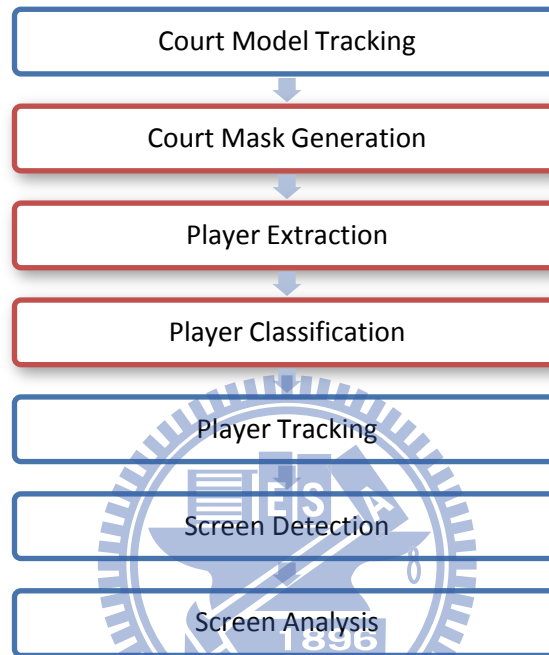 Court Model Tracking
Court Mask Generation
Player Extraction
Player Classification
Player Tracking
E S A
Screen Detection
Screen Analysis
1896